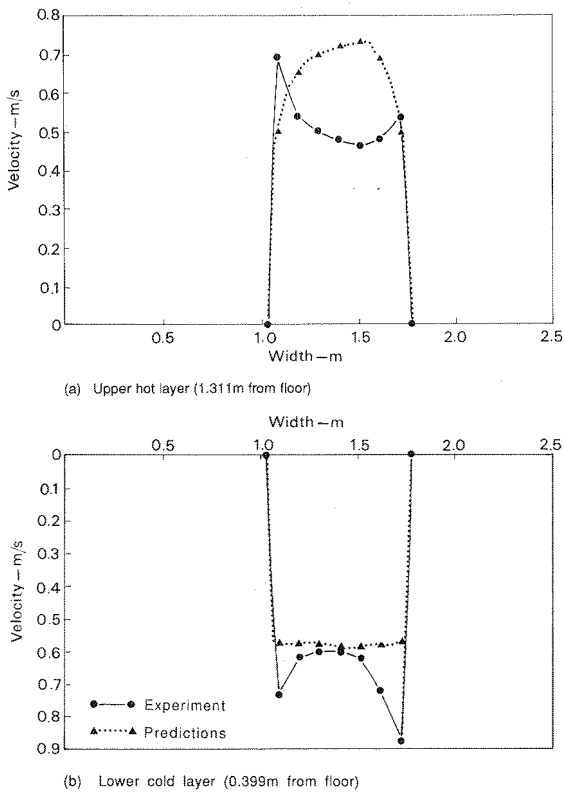 0.8
0.7
0.6
0.5
0.4
0.3
0.2
0.1
0
Velocity—m/s
0.5 1.0 1.5 2.0 2.5
Width—m
(a) Upper hot layer (1.311m from floor)
Width—m
0.5 1.0 1.5 2.0 2.5
0
0.1
0.2
0.3
0.4
0.5
0.6
0.7
0.8
0.9
Velocity—m/s
Experiment
Predictions
(b) Lower cold layer (0.399m from floor)